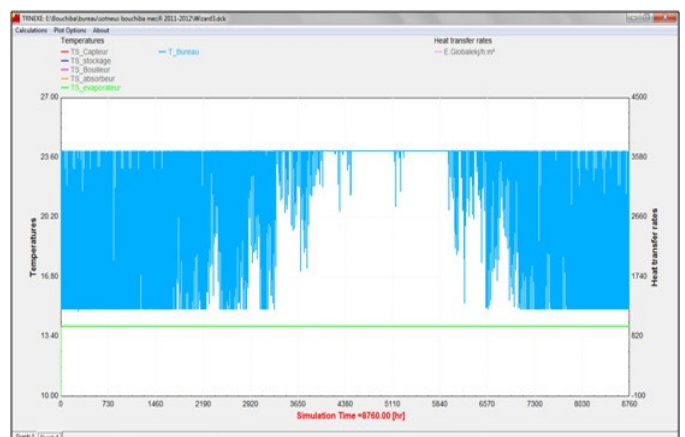 TRNEXE: E:\Bouchiba\bureau\ootneus bouchiba mecifi 2011-2012\Wizard3.dck
Calculations Plot Options About
Temperatures
Heat transfer rates
TS_Capteur
T_Bureau
E.Globalekj/h.m²
TS_stockage
TS_Bouilleur
TS_absorbeur
TS_evaporateur
27.00
4500
23.60
3580
20.20
2660
16.80
1740
13.40
820
10.00
-100
Temperatures
Heat transfer rates
0 730 1460 2190 2920 3650 4380 5110 5840 6570 7300 8030 8760
Simulation Time =8760.00 [hr]